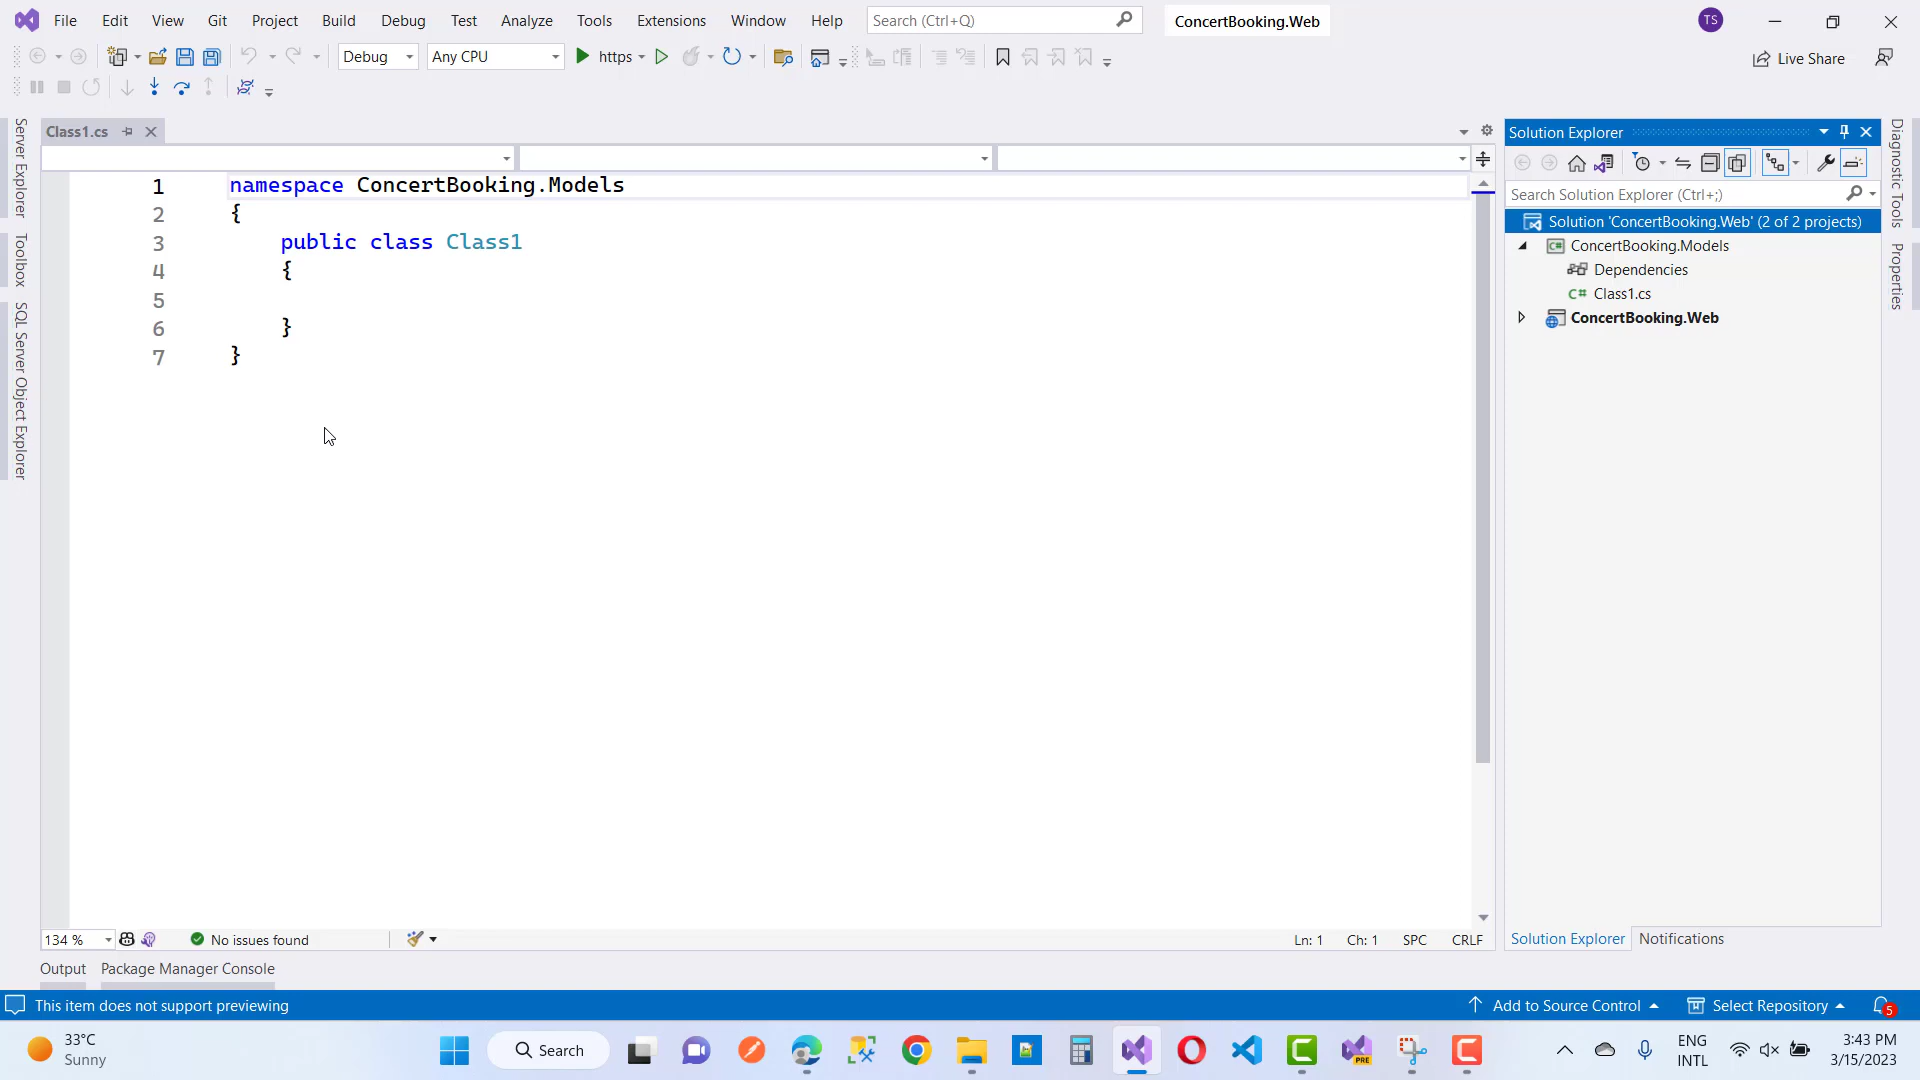 File Edit View Git Project Build Debug Test Analyze Tools Extensions Window Help Search (Ctrl+Q) ConcertBooking.Web TS
Debug Any CPU https Live Share
Class1.cs
Server Explorer
Toolbox
SQL Server Object Explorer
1 namespace ConcertBooking.Models
2 {
3 public class Class1
4 {
5
6 }
7 }
Solution Explorer
Search Solution Explorer (Ctrl+;)
Solution 'ConcertBooking.Web' (2 of 2 projects)
C# ConcertBooking.Models
Dependencies
C# Class1.cs
ConcertBooking.Web
Diagnostic Tools
Properties
134 % No issues found Ln: 1 Ch: 1 SPC CRLF
Solution Explorer Notifications
Output Package Manager Console
This item does not support previewing Add to Source Control Select Repository 5
33°C
Sunny
Search
PRE
ENG
INTL
3:43 PM
3/15/2023